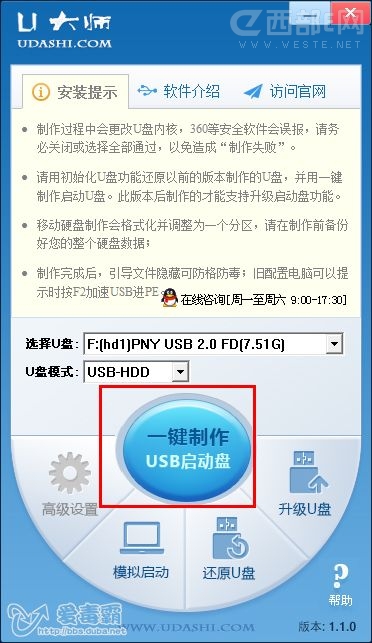 U大师
UDASHI.COM
西部E网
WWW.WESTE.NET
安装提示 软件介绍 访问官网
制作过程中会更改U盘内核，360等安全软件会误报，请务
必关闭或选择全部通过，以免造成“制作失败”。
请用初始化U盘功能还原以前的版本制作的U盘，并用一键
制作启动U盘。此版本后制作的才能支持升级启动盘功能。
移动硬盘制作会格式化并调整为一个分区，请在制作前备份
好您的整个硬盘数据；
制作完成后，引导文件隐藏可防格防毒；旧配置电脑可以提
示时按F2加速USB进PE。
在线咨询[周一至周六 9:00-17:30]
选择U盘： F:(hd1)PNY USB 2.0 FD(7.51G)
U盘模式： USB-HDD
一键制作
USB启动盘
高级设置
升级U盘
模拟启动
还原U盘
?
帮助
爱毒霸
http://bbs.duba.net
WWW.UDASHI.COM
版本: 1.1.0